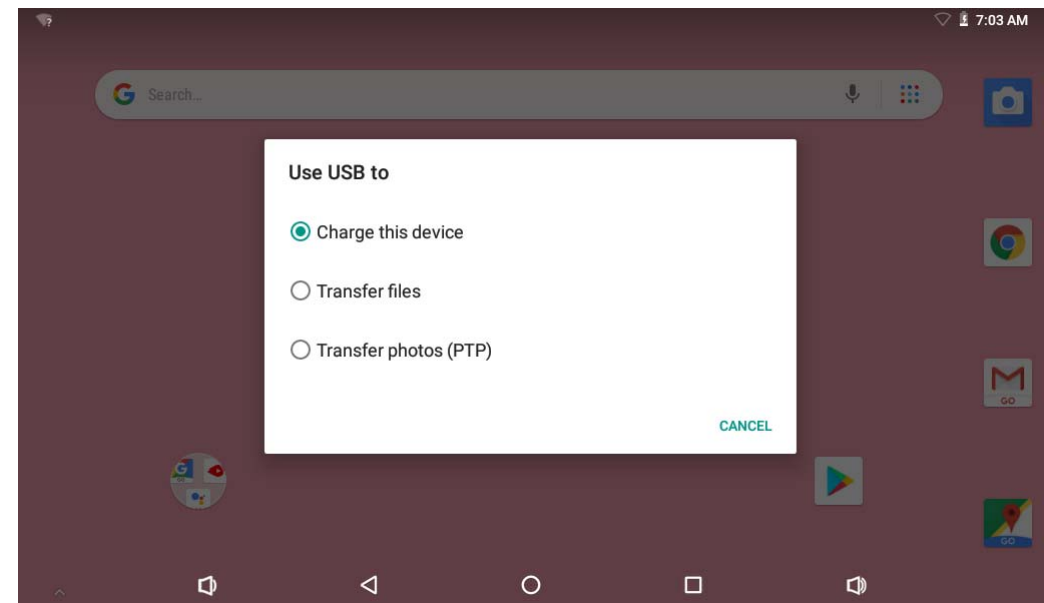 7:03 AM
Search...
Use USB to
Charge this device
Transfer files
Transfer photos (PTP)
CANCEL
GO
GO